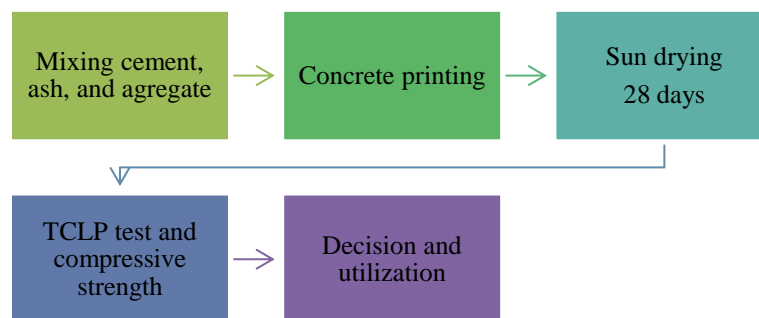 Mixing cement,
ash, and agregate
Concrete printing
Sun drying
28 days
TCLP test and
compressive
strength
Decision and
utilization